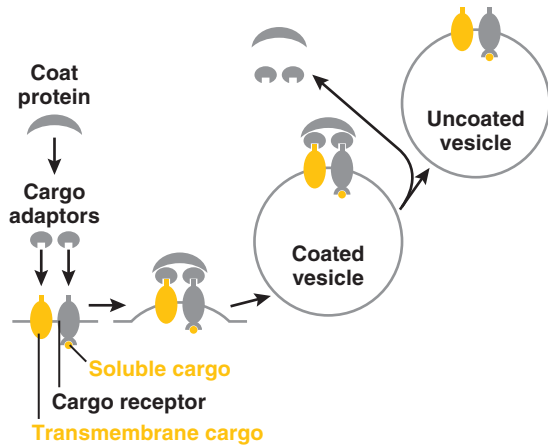 Coat
protein
Cargo
adaptors
Soluble cargo
Cargo receptor
Transmembrane cargo
Coated
vesicle
Uncoated
vesicle